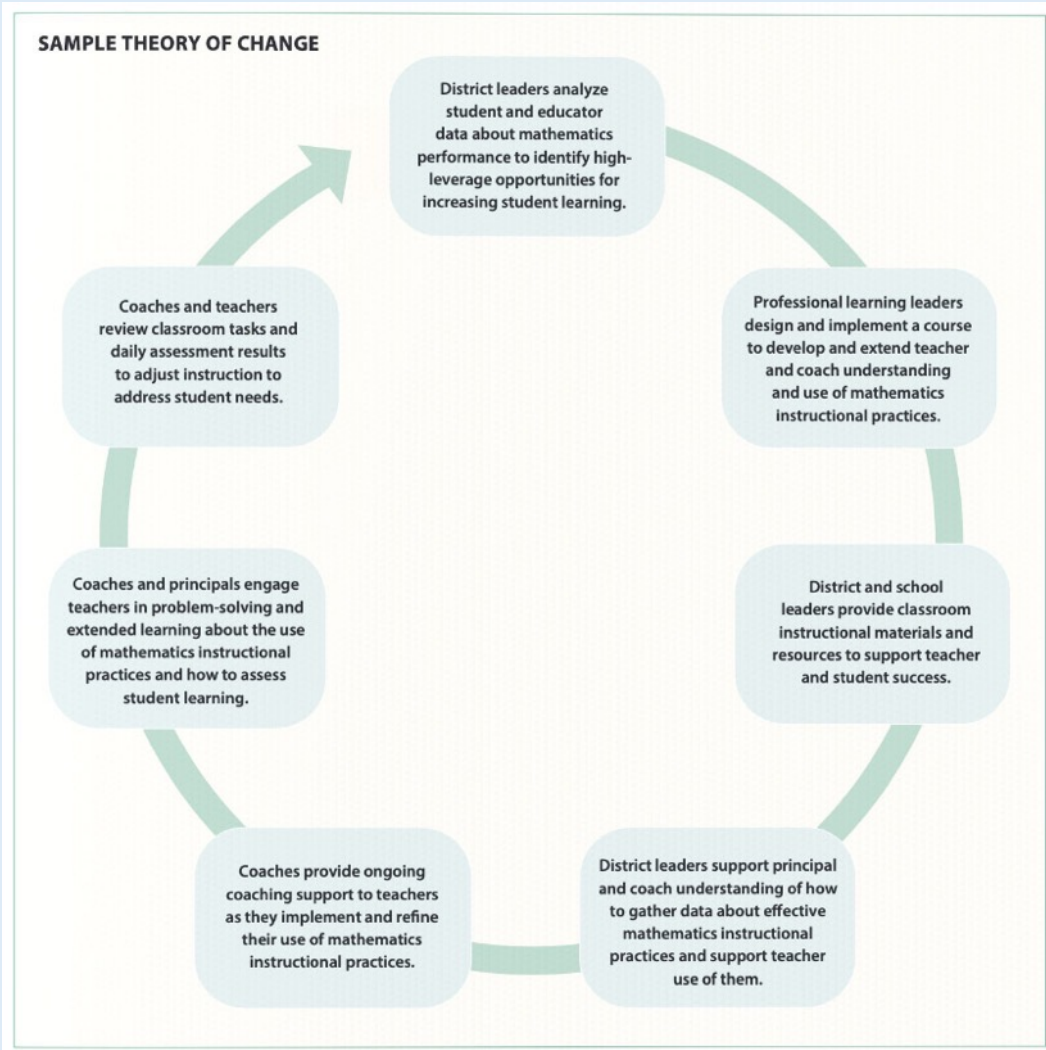 SAMPLE THEORY OF CHANGE
District leaders analyze
student and educator
data about mathematics
performance to identify high-
leverage opportunities for
increasing student learning.
Professional learning leaders
design and implement a course
to develop and extend teacher
and coach understanding
and use of mathematics
instructional practices.
District and school
leaders provide classroom
instructional materials and
resources to support teacher
and student success.
District leaders support principal
and coach understanding of how
to gather data about effective
mathematics instructional
practices and support teacher
use of them.
Coaches provide ongoing
coaching support to teachers
as they implement and refine
their use of mathematics
instructional practices.
Coaches and principals engage
teachers in problem-solving and
extended learning about the use
of mathematics instructional
practices and how to assess
student learning.
Coaches and teachers
review classroom tasks and
daily assessment results
to adjust instruction to
address student needs.